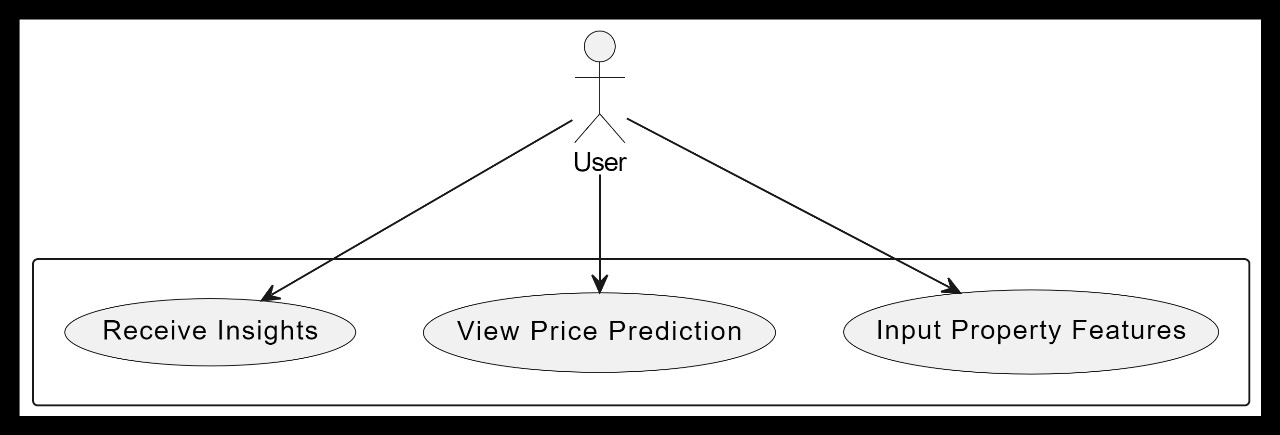 User
Receive Insights
View Price Prediction
Input Property Features